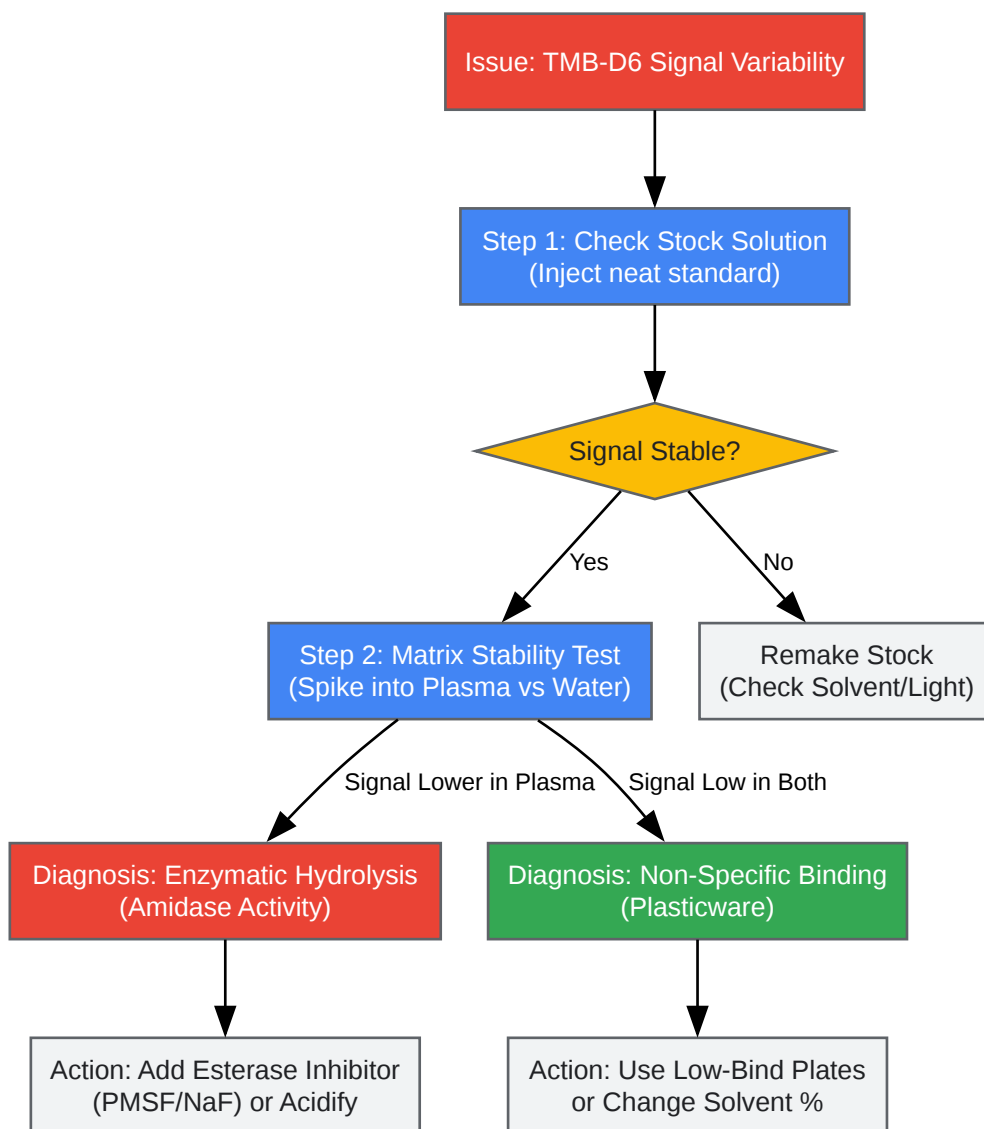 Issue: TMB-D6 Signal Variability
Step 1: Check Stock Solution
(Inject neat standard)
Signal Stable?
Yes
No
Step 2: Matrix Stability Test
(Spike into Plasma vs Water)
Remake Stock
(Check Solvent/Light)
Signal Lower in Plasma
Signal Low in Both
Diagnosis: Enzymatic Hydrolysis
(Amidase Activity)
Diagnosis: Non-Specific Binding
(Plasticware)
Action: Add Esterase Inhibitor
(PMSF/NaF) or Acidify
Action: Use Low-Bind Plates
or Change Solvent %